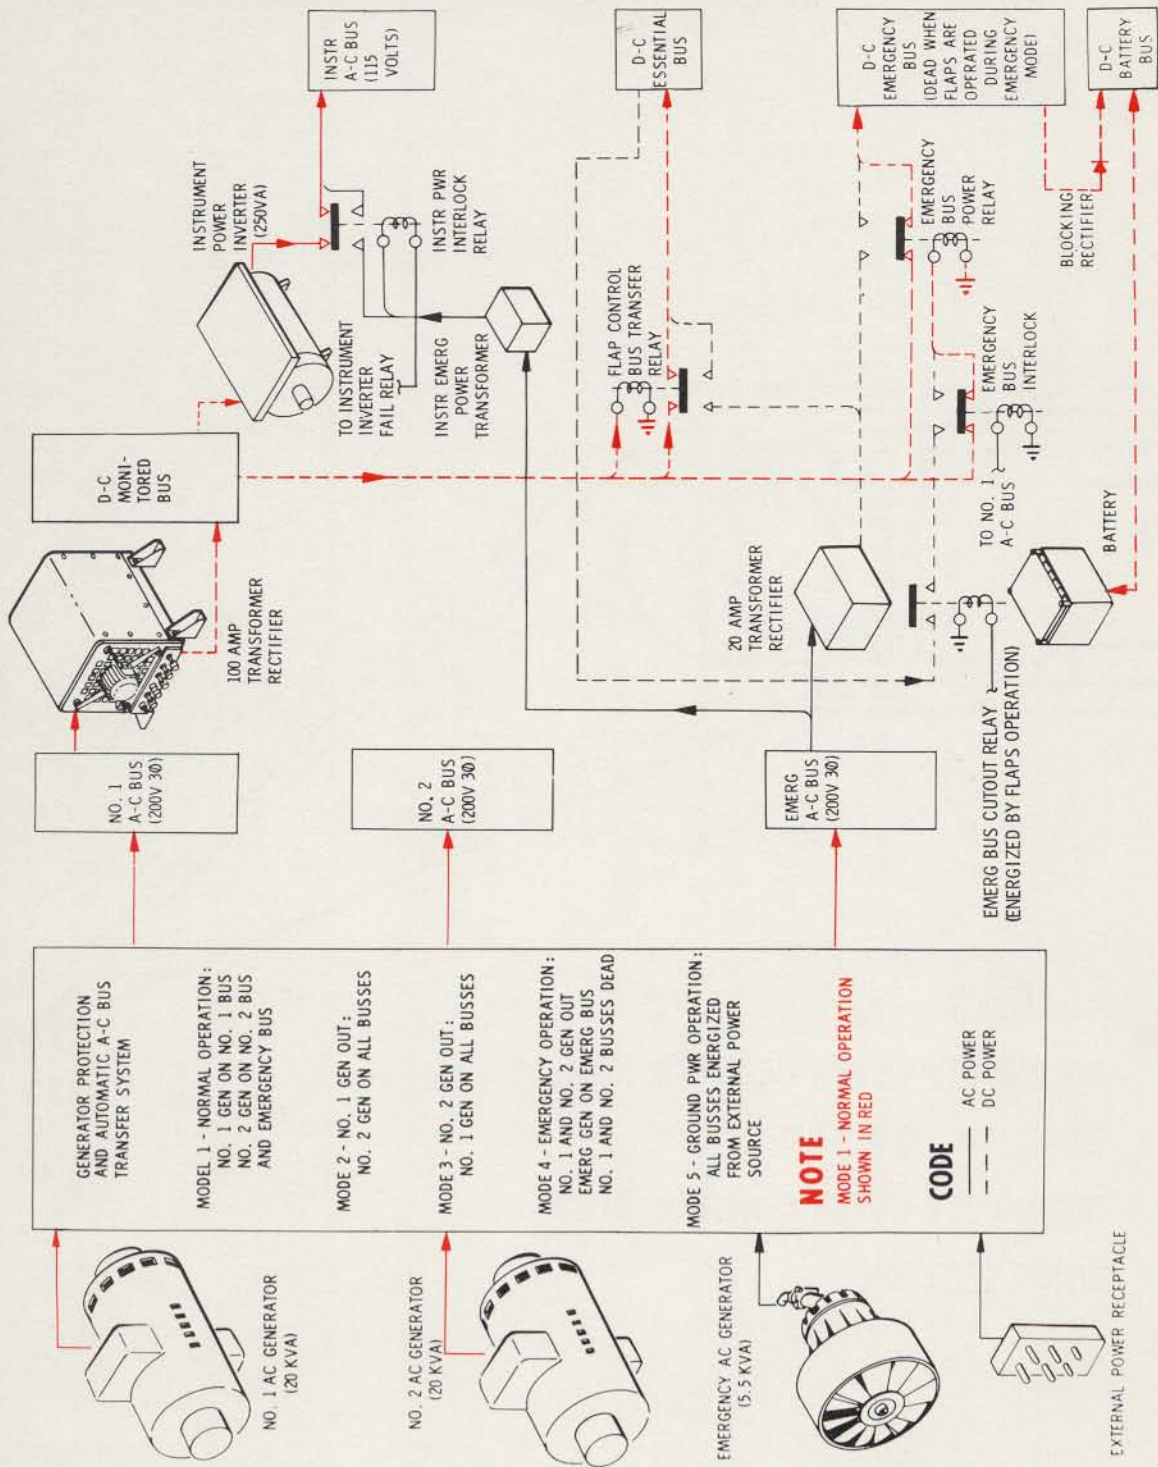 NO. 1 AC GENERATOR
(20 KVA)
NO. 2 AC GENERATOR
(20 KVA)
EMERGENCY AC GENERATOR
(5.5 KVA)
EXTERNAL POWER RECEPTACLE
GENERATOR PROTECTION
AND AUTOMATIC A-C BUS
TRANSFER SYSTEM
MODEL 1 - NORMAL OPERATION:
NO. 1 GEN ON NO. 1 BUS
NO. 2 GEN ON NO. 2 BUS
AND EMERGENCY BUS
MODE 2 - NO. 1 GEN OUT:
NO. 2 GEN ON ALL BUSSES
MODE 3 - NO. 2 GEN OUT:
NO. 1 GEN ON ALL BUSSES
MODE 4 - EMERGENCY OPERATION:
NO. 1 AND NO. 2 GEN OUT
EMERG GEN ON EMERG BUS
NO. 1 AND NO. 2 BUSSES DEAD
MODE 5 - GROUND PWR OPERATION:
ALL BUSSES ENERGIZED
FROM EXTERNAL POWER
SOURCE
NOTE
MODE 1 - NORMAL OPERATION
SHOWN IN RED
CODE
AC POWER
DC POWER
NO. 1
A-C BUS
(200V 3Ø)
NO. 2
A-C BUS
(200V 3Ø)
EMERG
A-C BUS
(200V 3Ø)
100 AMP
TRANSFORMER
RECTIFIER
D-C
MONI-
TORED
BUS
20 AMP
TRANSFORMER
RECTIFIER
EMERG BUS CUTOUT RELAY
(ENERGIZED BY FLAPS OPERATION)
BATTERY
TO NO. 1
A-C BUS
INSTRUMENT
POWER
INVERTER
(250VA)
TO INSTRUMENT
INVERTER
FAIL RELAY
INSTR EMERG
POWER
TRANSFORMER
INSTR PWR
INTERLOCK
RELAY
FLAP CONTROL
BUS TRANSFER
RELAY
EMERGENCY
BUS
INTERLOCK
EMERGENCY
BUS
POWER
RELAY
BLOCKING
RECTIFIER
INSTR
A-C BUS
(115
VOLTS)
D-C
ESSENTIAL
BUS
D-C
EMERGENCY
BUS
(DEAD WHEN
FLAPS ARE
OPERATED
DURING
EMERGENCY
MODE)
D-C
BATTERY
BUS